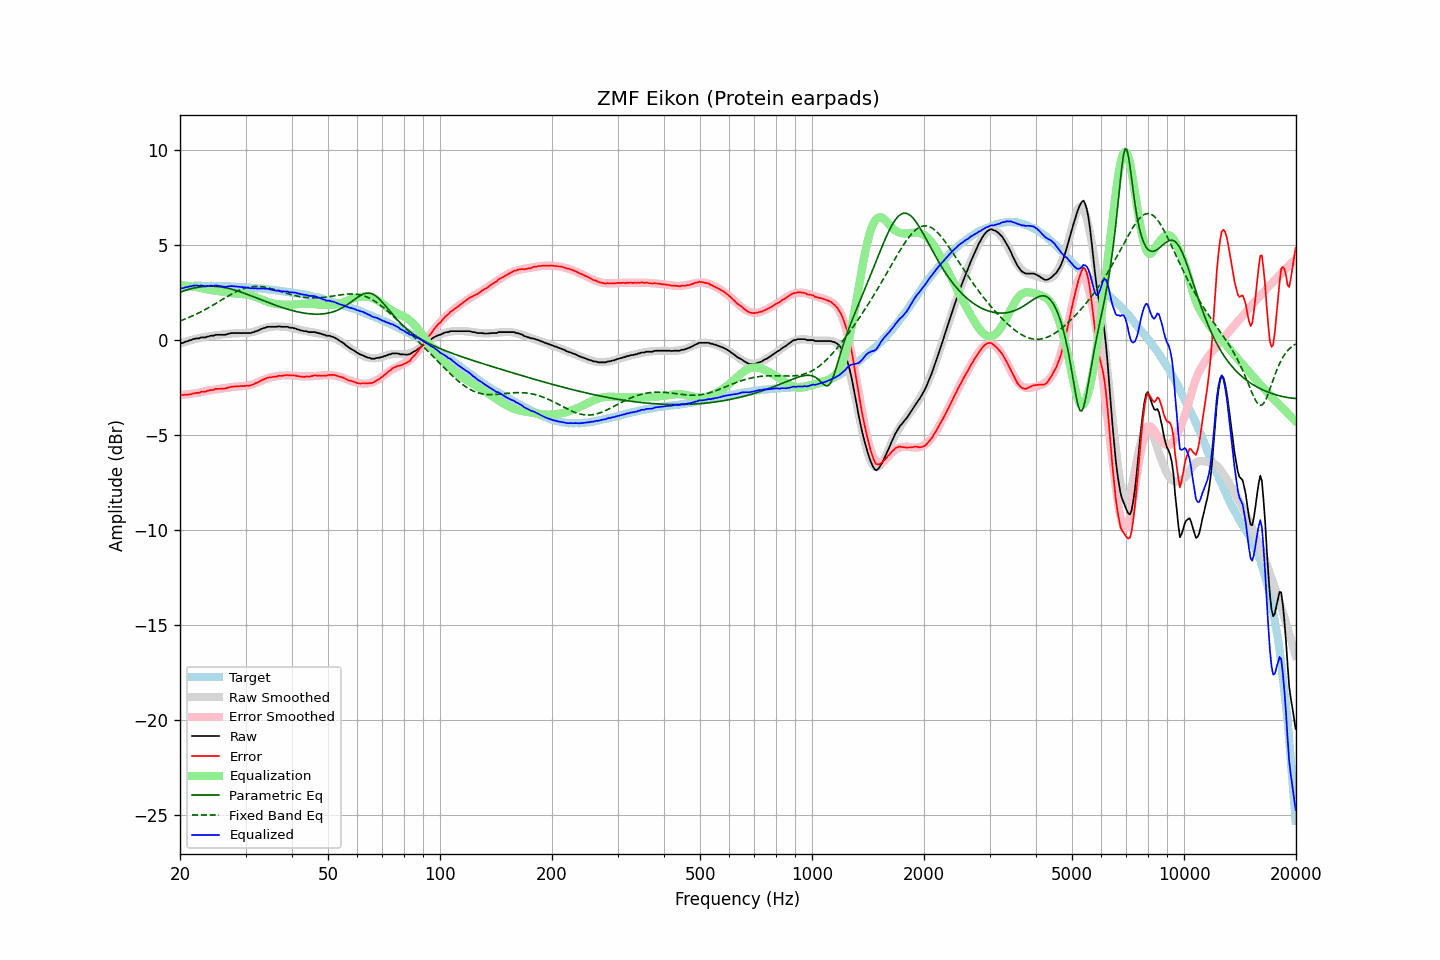 ZMF Eikon (Protein earpads)
Amplitude (dBr)
10
5
0
−5
−10
−15
−20
−25
Target
Raw Smoothed
Error Smoothed
Raw
Error
Equalization
Parametric Eq
Fixed Band Eq
Equalized
20 50 100 200 500 1000 2000 5000 10000 20000
Frequency (Hz)